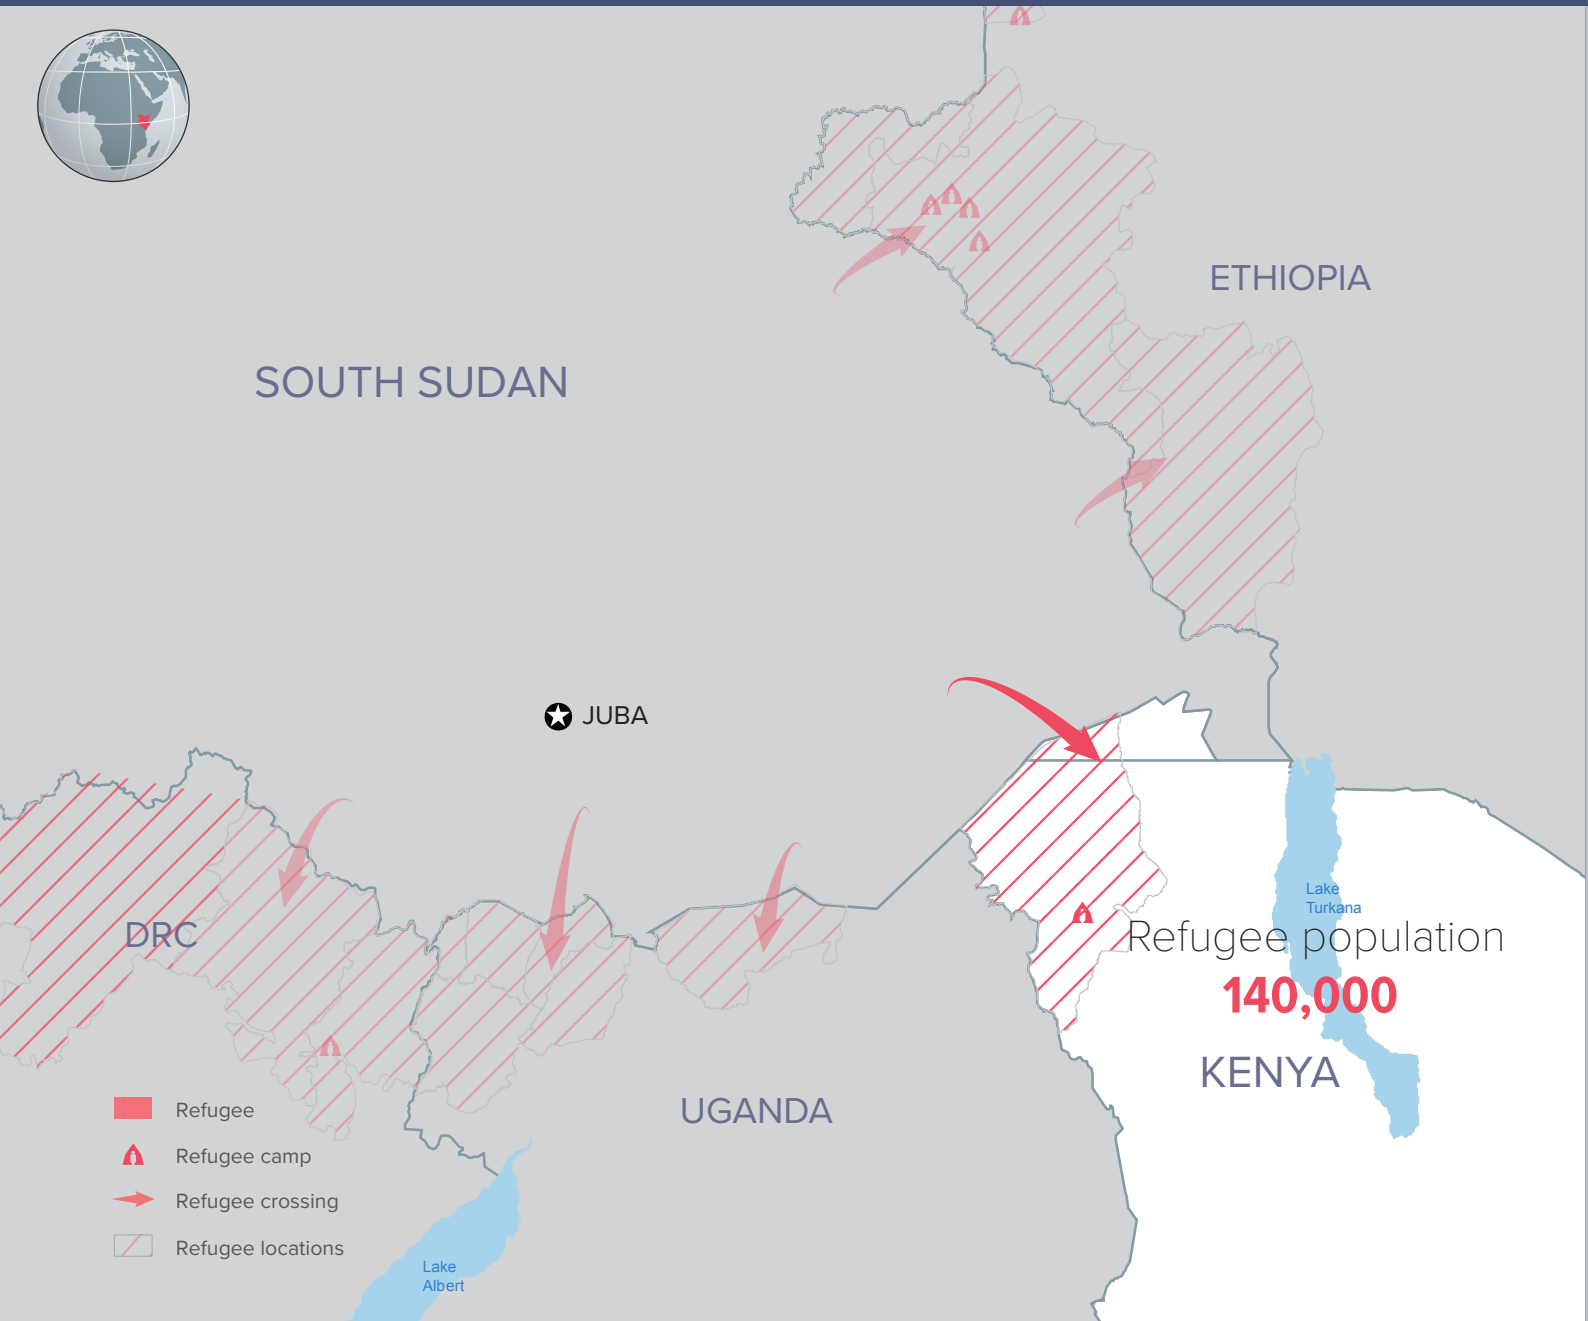 ETHIOPIA
SOUTH SUDAN
JUBA
Lake
Turkana
DRC
Refugee population
140,000
KENYA
UGANDA
Refugee
Refugee camp
Refugee crossing
Refugee locations
Lake
Albert